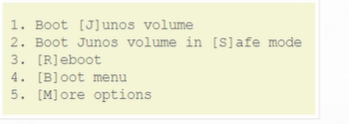 1. Boot [J]unos volume
2. Boot Junos volume in [S]afe mode
3. [R]eboot
4. [B]oot menu
5. [M]ore options